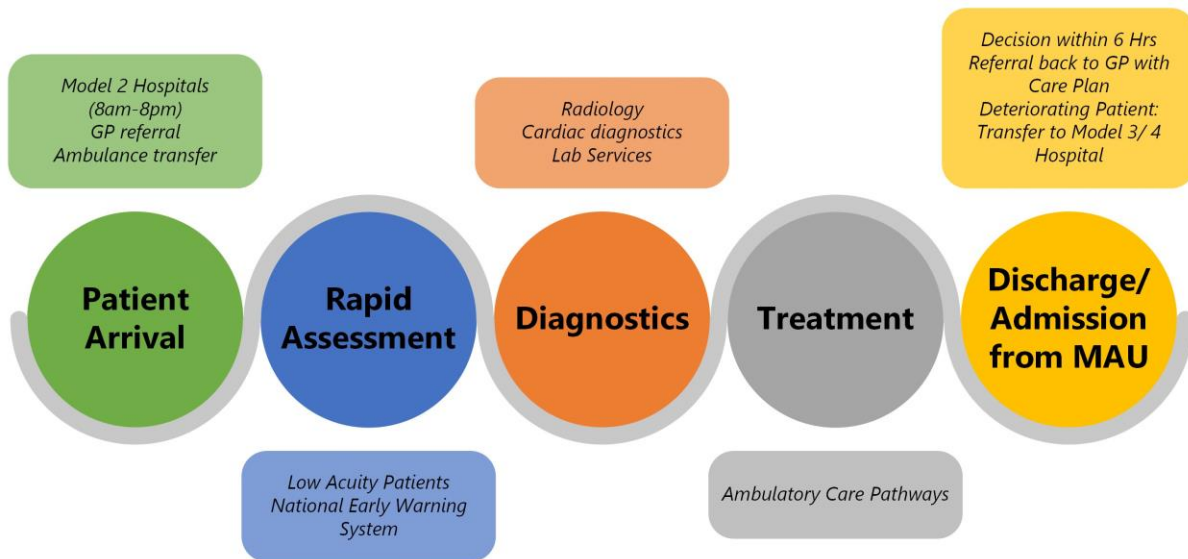 Model 2 Hospitals
(8am-8pm)
GP referral
Ambulance transfer
Patient
Arrival
Rapid
Assessment
Low Acuity Patients
National Early Warning
System
Radiology
Cardiac diagnostics
Lab Services
Diagnostics
Treatment
Ambulatory Care Pathways
Decision within 6 Hrs
Referral back to GP with
Care Plan
Deteriorating Patient:
Transfer to Model 3/ 4
Hospital
Discharge/
Admission
from MAU